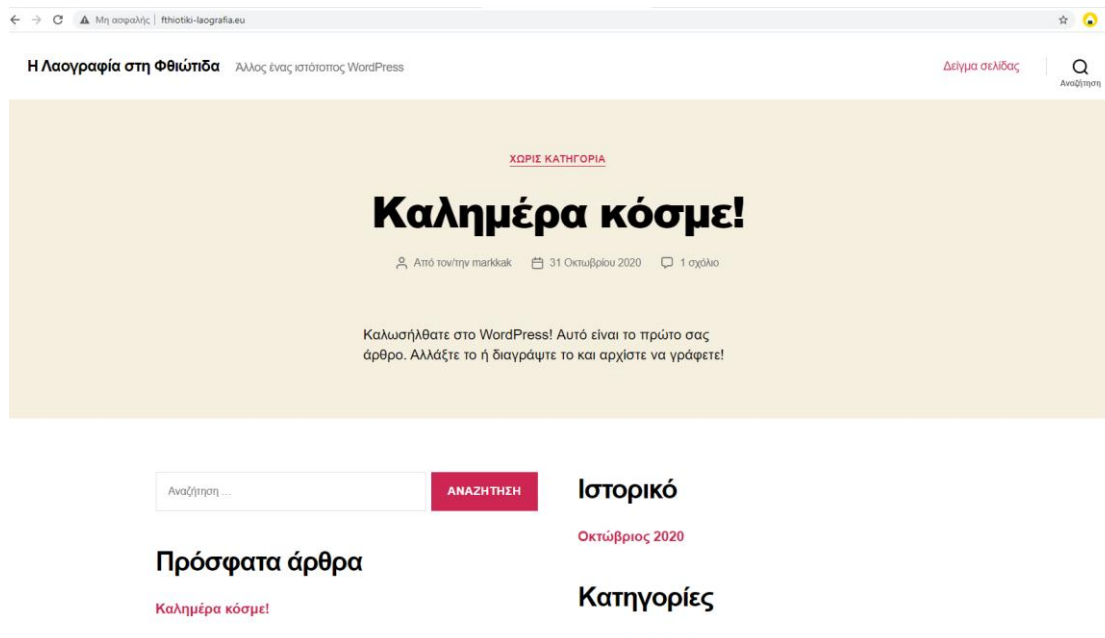 Μη ασφαλής | fthiotiki-laografia.eu
Η Λαογραφία στη Φθιώτιδα Άλλος ένας ιστότοπος WordPress
Δείγμα σελίδας
Αναζήτηση
ΧΩΡΙΣ ΚΑΤΗΓΟΡΙΑ
Καλημέρα κόσμε!
Από τον/την markkak 31 Οκτωβρίου 2020 1 σχόλιο
Καλωσήλθατε στο WordPress! Αυτό είναι το πρώτο σας
άρθρο. Αλλάξτε το ή διαγράψτε το και αρχίστε να γράφετε!
Αναζήτηση ...
ΑΝΑΖΗΤΗΣΗ
Πρόσφατα άρθρα
Καλημέρα κόσμε!
Ιστορικό
Οκτώβριος 2020
Κατηγορίες